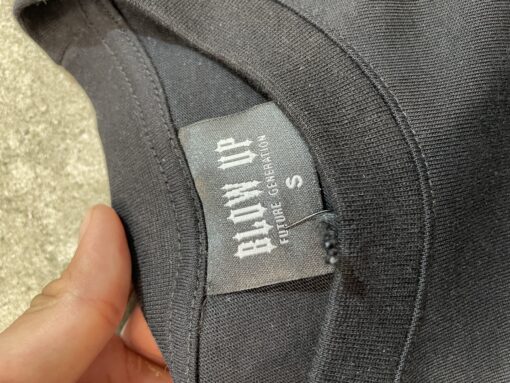 BLOW UP
FUTURE GENERATION
S